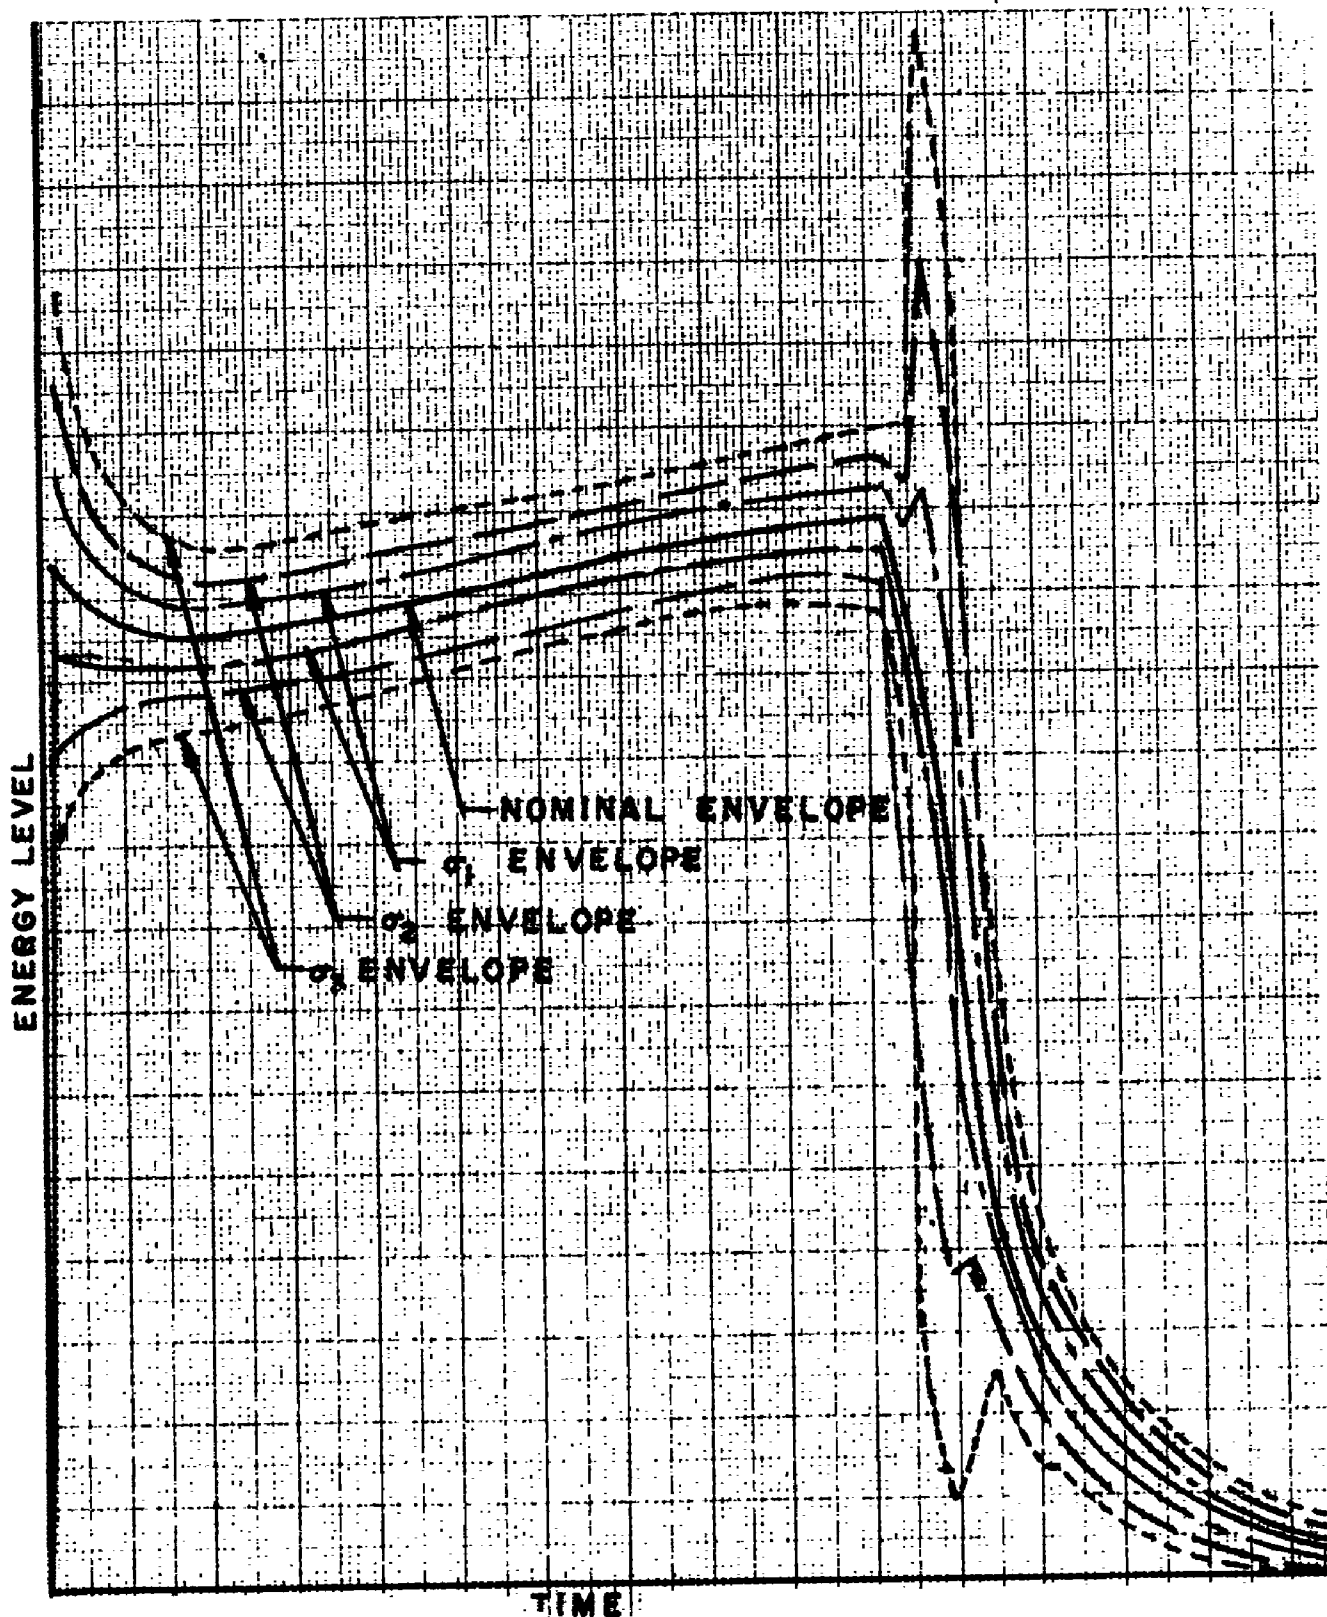 NOMINAL ENVELOPE
σ₁ ENVELOPE
σ₂ ENVELOPE
σ₃ ENVELOPE
ENERGY LEVEL
TIME